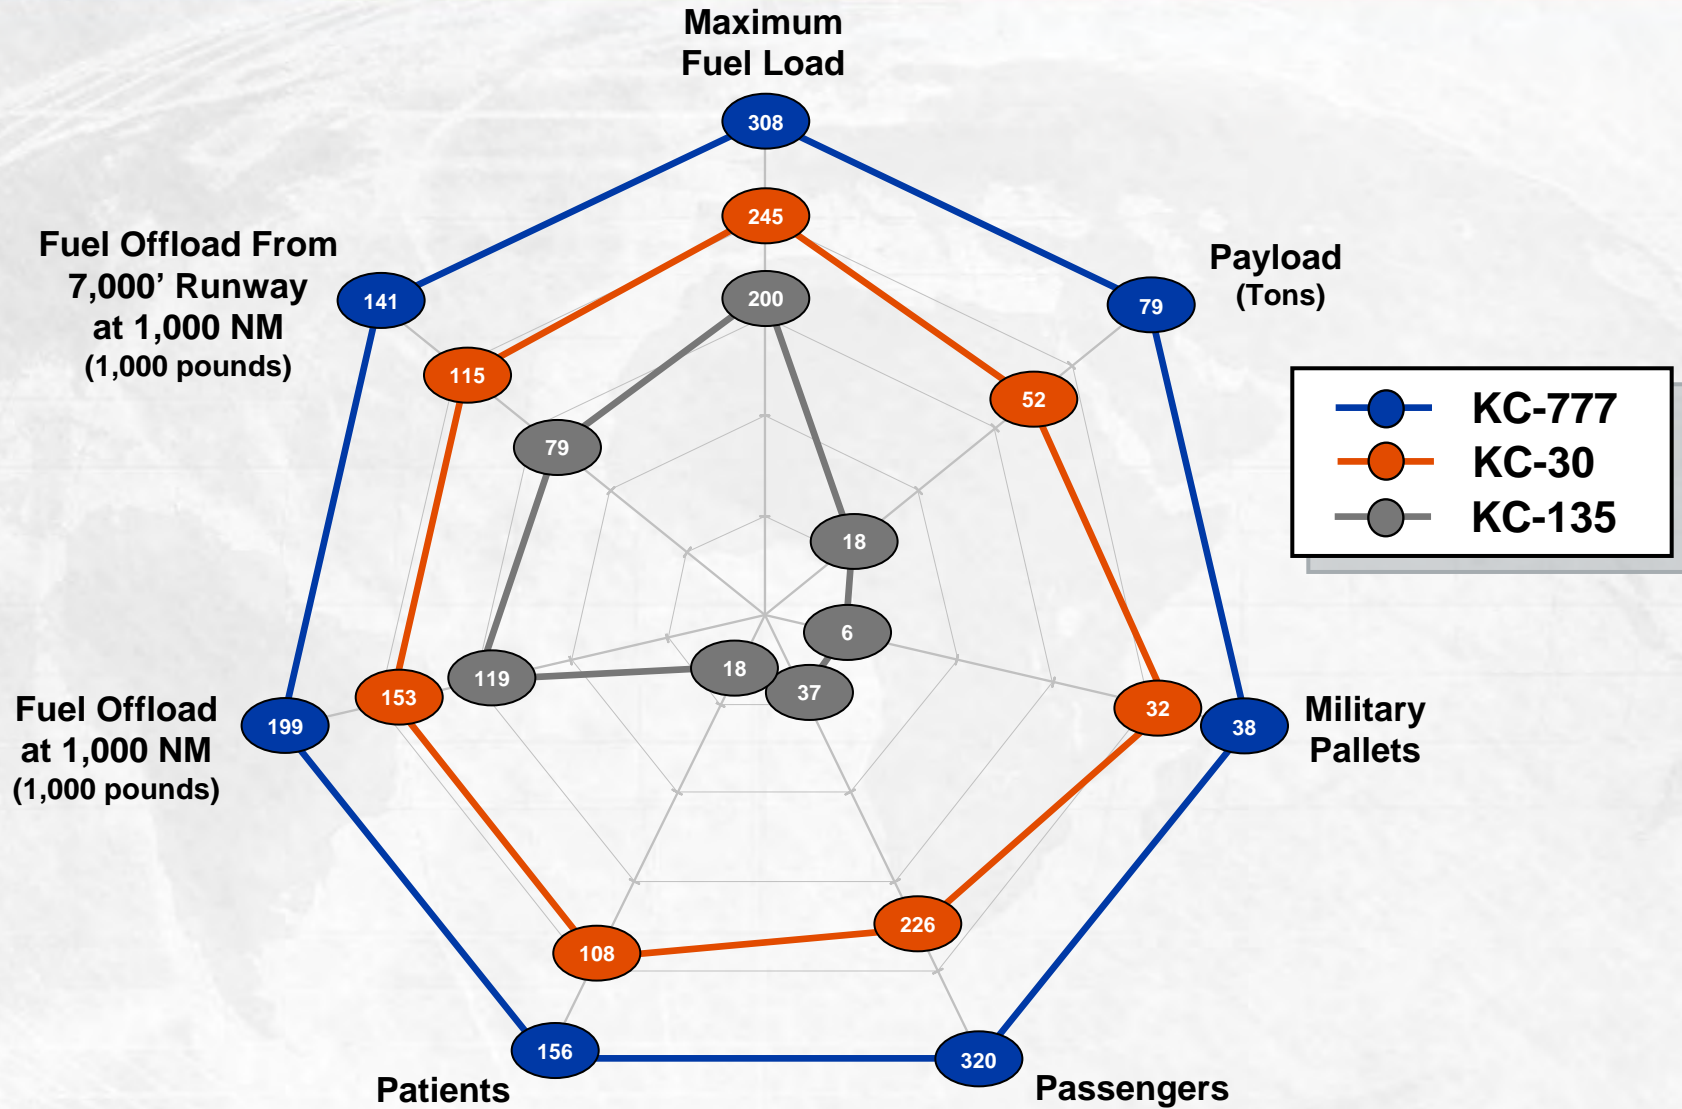 Maximum
Fuel Load
308
245
200
Fuel Offload From
7,000’ Runway
at 1,000 NM
(1,000 pounds)
141
115
79
Payload
(Tons)
79
52
18
KC-777
KC-30
KC-135
Fuel Offload
at 1,000 NM
(1,000 pounds)
199
153
119
6
32
38
Military
Pallets
18
108
156
Patients
37
226
320
Passengers